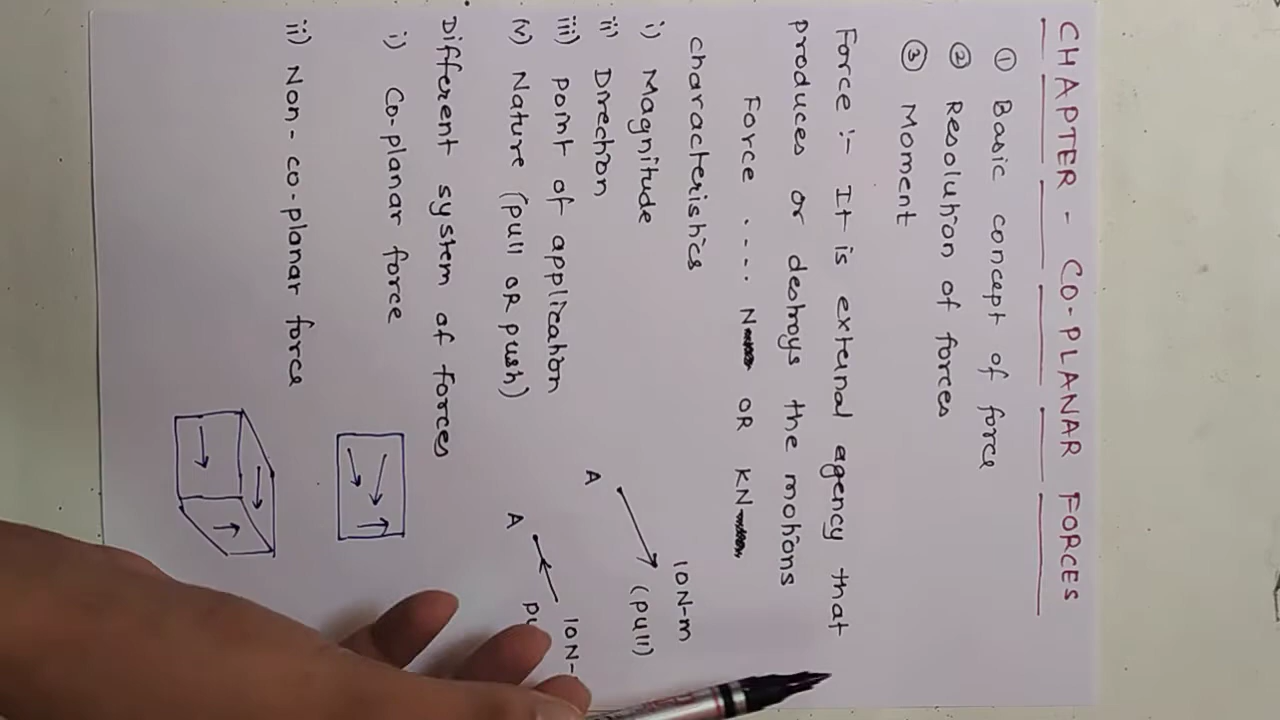 CHAPTER - CO-PLANAR FORCES
① Basic concept of force
② Resolution of forces
③ Moment
Force :- It is external agency that
produces or destroys the motions
Force .... N OR KN
characteristics
i) Magnitude
ii) Direction
iii) point of application
(v) Nature (pull OR push)
10N-m
(pull)
A
10N-
A
Different system of forces
i) Co-planar force
ii) Non-co-planar force